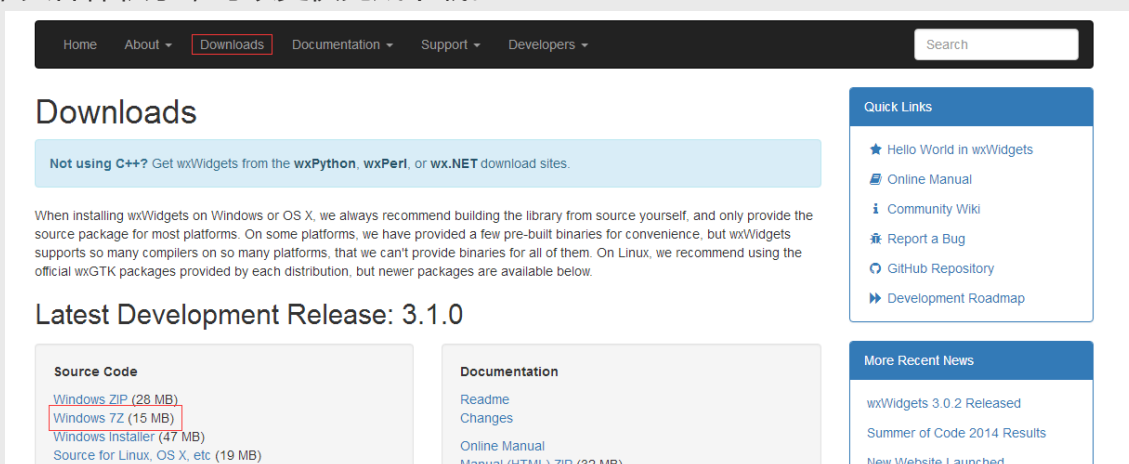 Home About Downloads Documentation Support Developers Search
Downloads
Not using C++? Get wxWidgets from the wxPython, wxPerl, or wx.NET download sites.
When installing wxWidgets on Windows or OS X, we always recommend building the library from source yourself, and only provide the
source package for most platforms. On some platforms, we have provided a few pre-built binaries for convenience, but wxWidgets
supports so many compilers on so many platforms, that we can't provide binaries for all of them. On Linux, we recommend using the
official wxGTK packages provided by each distribution, but newer packages are available below.
Latest Development Release: 3.1.0
Source Code
Windows ZIP (28 MB)
Windows 7Z (15 MB)
Windows Installer (47 MB)
Source for Linux, OS X, etc (19 MB)
Documentation
Readme
Changes
Online Manual
Manual (HTML) ZIP (32 MB)
Quick Links
Hello World in wxWidgets
Online Manual
Community Wiki
Report a Bug
GitHub Repository
Development Roadmap
More Recent News
wxWidgets 3.0.2 Released
Summer of Code 2014 Results
New Website Launched